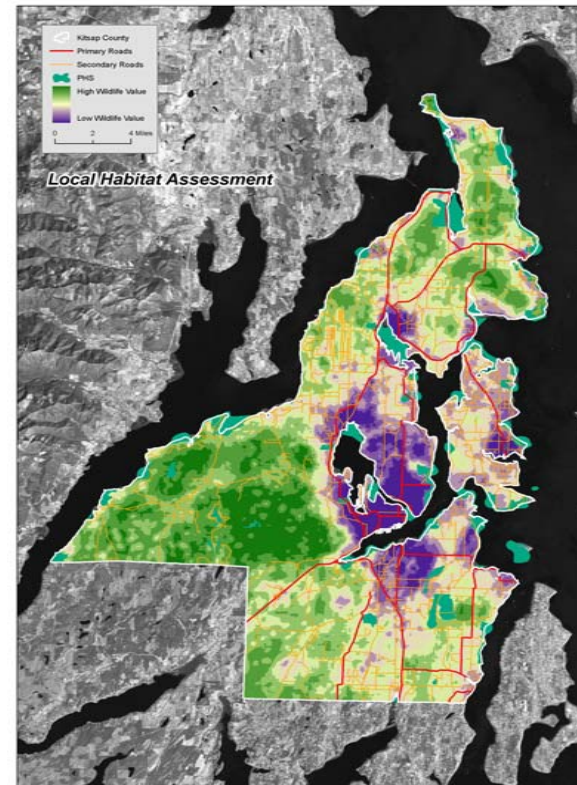 Kitsap County
Primary Roads
Secondary Roads
PHS
High Wildlife Value
Low Wildlife Value
0 2 4 Miles
Local Habitat Assessment